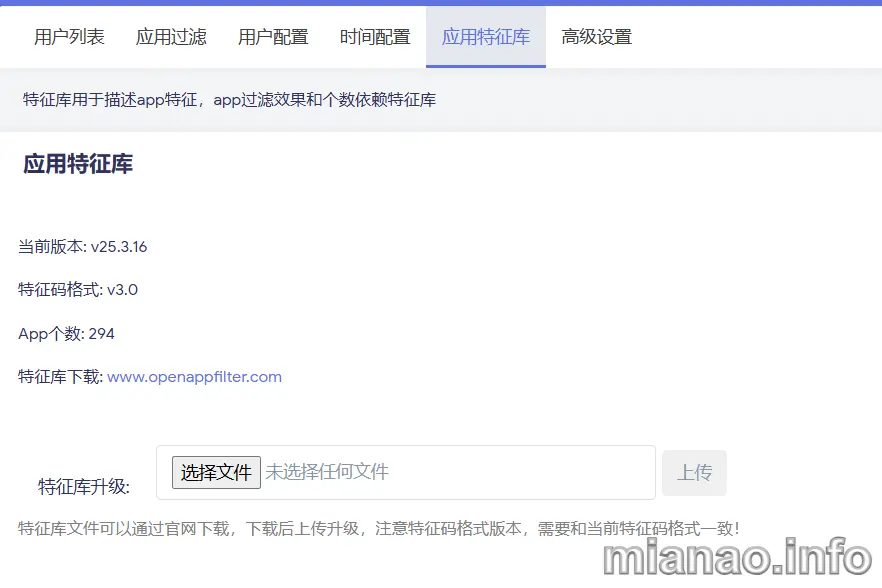 用户列表 应用过滤 用户配置 时间配置 应用特征库 高级设置
特征库用于描述app特征，app过滤效果和个数依赖特征库
应用特征库
当前版本: v25.3.16
特征码格式: v3.0
App个数: 294
特征库下载: www.openappfilter.com
特征库升级: 选择文件 未选择任何文件 上传
特征库文件可以通过官网下载，下载后上传升级，注意特征码格式版本，需要和当前特征码格式一致！
mianao.info